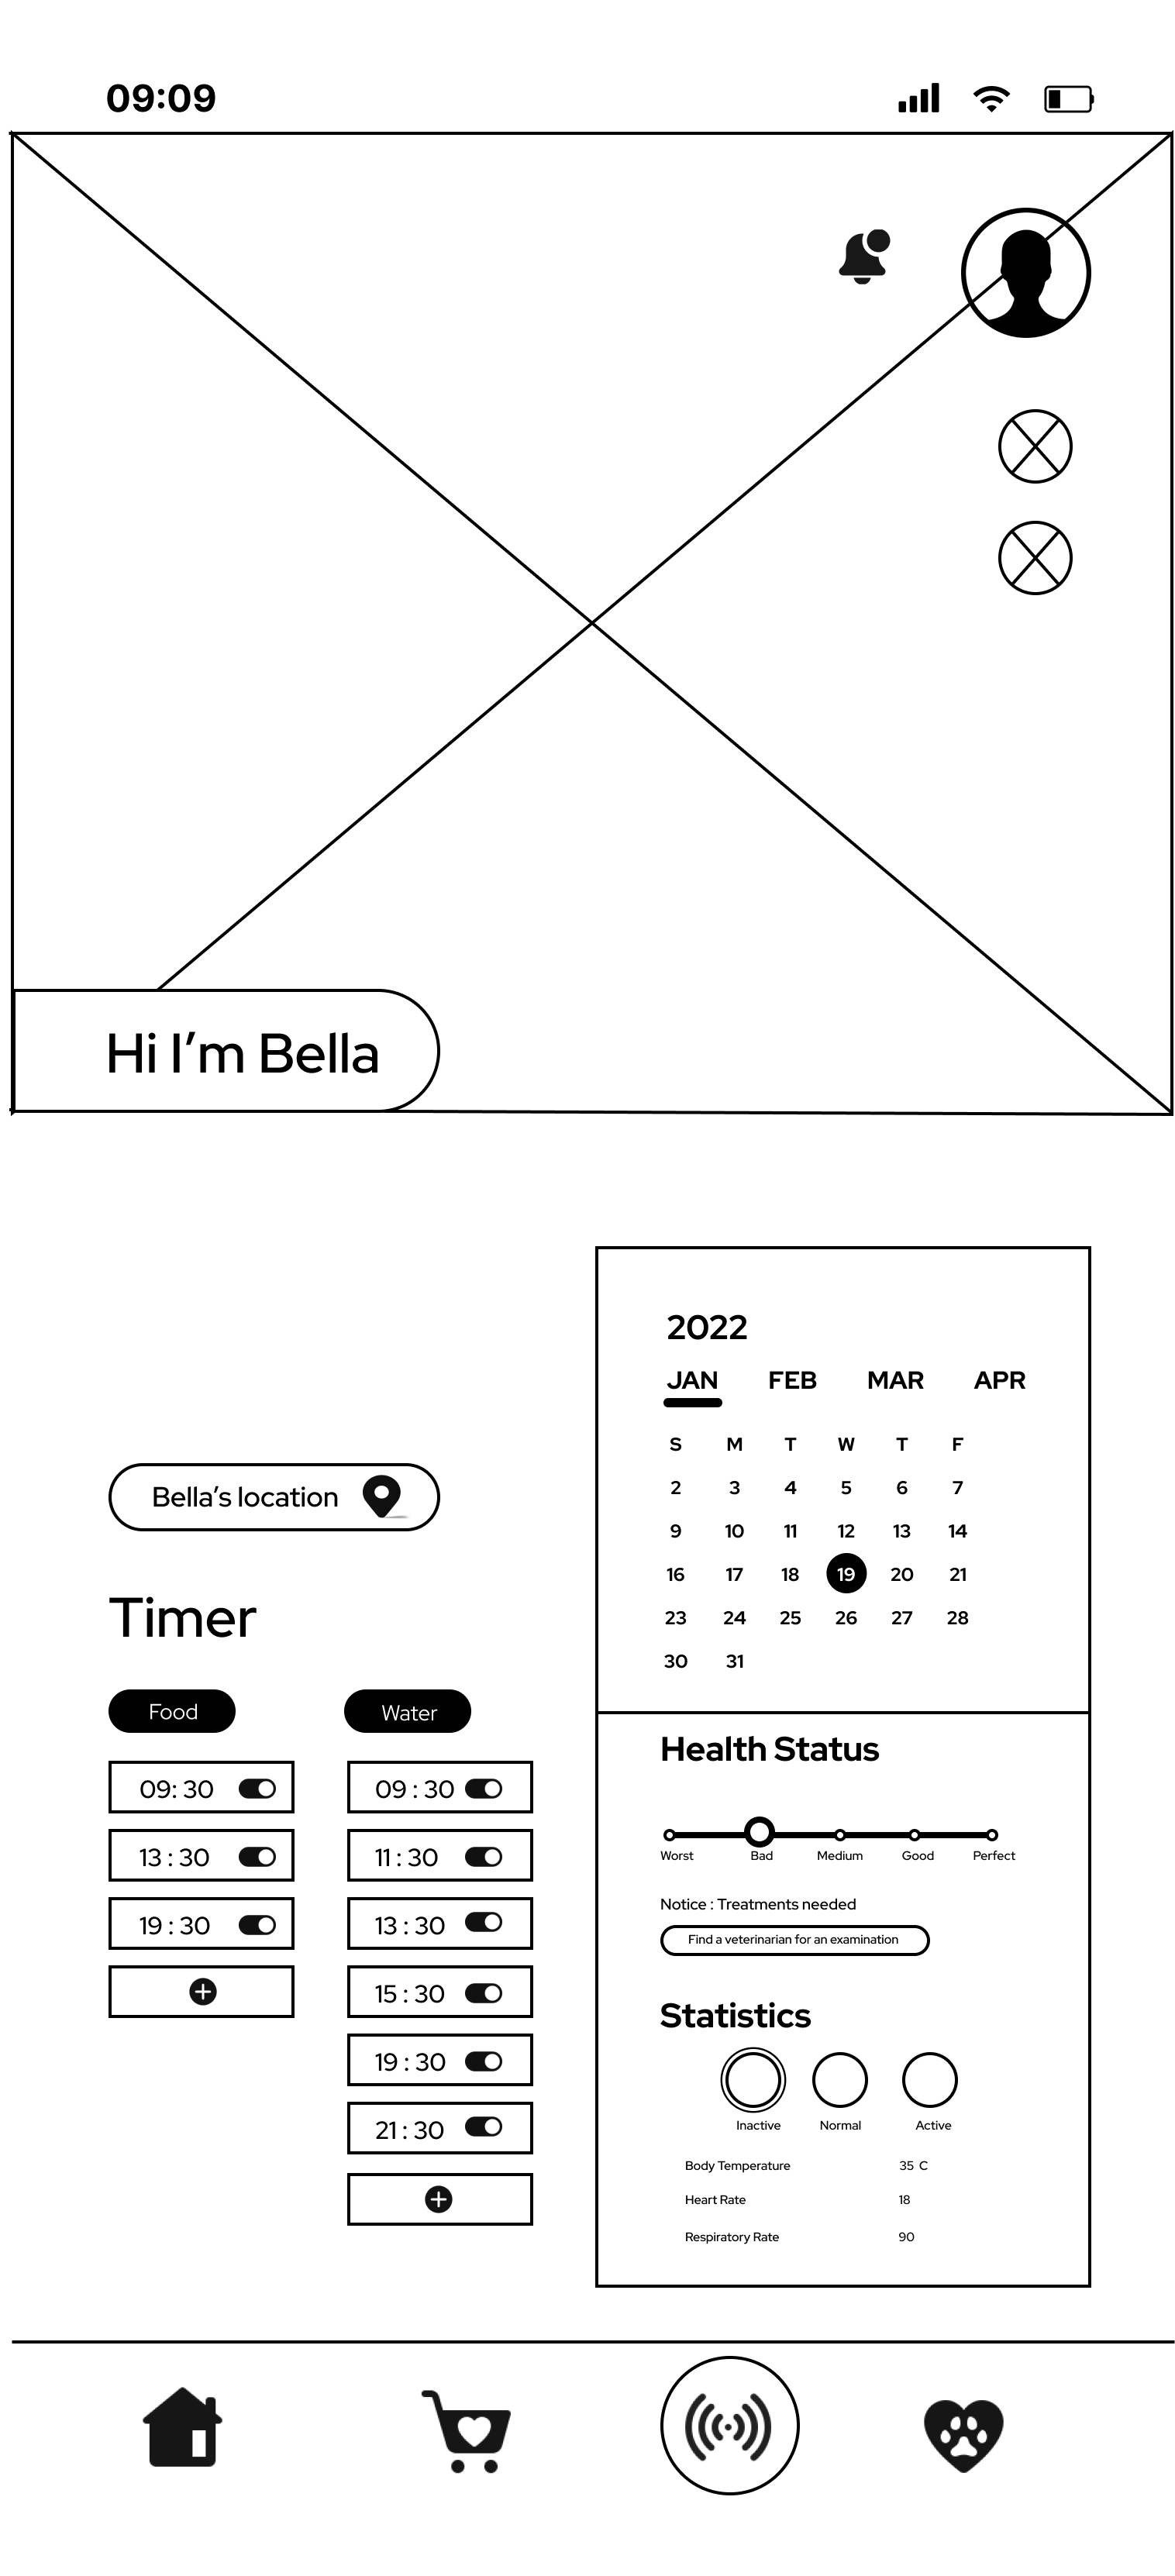 09:09
Hi I’m Bella
Bella’s location
Timer
Food
09: 30
13 : 30
19 : 30
Water
09 : 30
11 : 30
13 : 30
15 : 30
19 : 30
21 : 30
2022
JAN FEB MAR APR
S M T W T F
2 3 4 5 6 7
9 10 11 12 13 14
16 17 18 19 20 21
23 24 25 26 27 28
30 31
Health Status
Worst Bad Medium Good Perfect
Notice : Treatments needed
Find a veterinarian for an examination
Statistics
Inactive Normal Active
Body Temperature 35 C
Heart Rate 18
Respiratory Rate 90